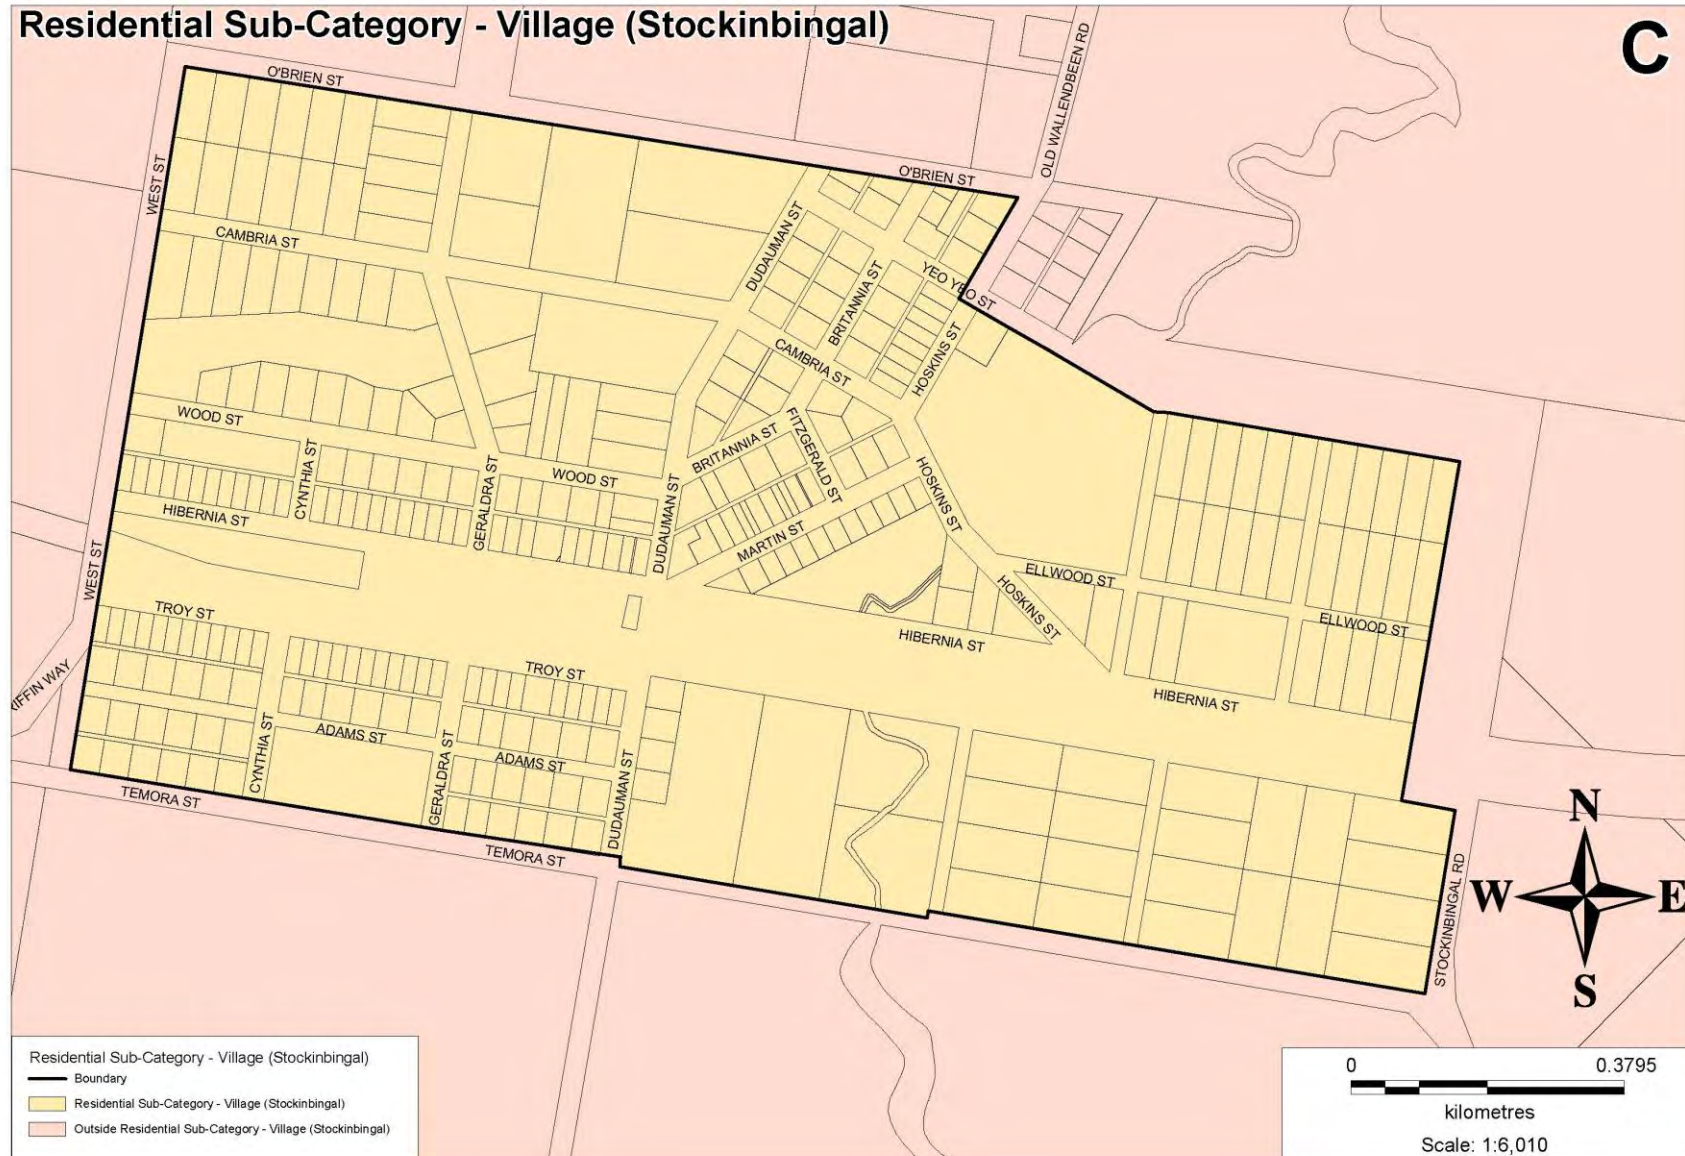 Residential Sub-Category - Village (Stockinbingal)
C
O'BRIEN ST
OLD WALLENDBEEN RD
WEST ST
O'BRIEN ST
CAMBRIA ST
DUDAUMAN ST
YEO YEO ST
BRITANNIA ST
CAMBRIA ST
HOSKINS ST
WOOD ST
CYNTHIA ST
GERALDRA ST
WOOD ST
BRITANNIA ST
FITZGERALD ST
DUDAUMAN ST
HOSKINS ST
HIBERNIA ST
MARTIN ST
WEST ST
ELLWOOD ST
HOSKINS ST
ELLWOOD ST
TROY ST
HIBERNIA ST
TROY ST
HIBERNIA ST
RIFFIN WAY
CYNTHIA ST
ADAMS ST
GERALDRA ST
ADAMS ST
DUDAUMAN ST
TEMORA ST
TEMORA ST
STOCKINBINGAL RD
N
W
E
S
Residential Sub-Category - Village (Stockinbingal)
Boundary
Residential Sub-Category - Village (Stockinbingal)
Outside Residential Sub-Category - Village (Stockinbingal)
0 0.3795
kilometres
Scale: 1:6,010